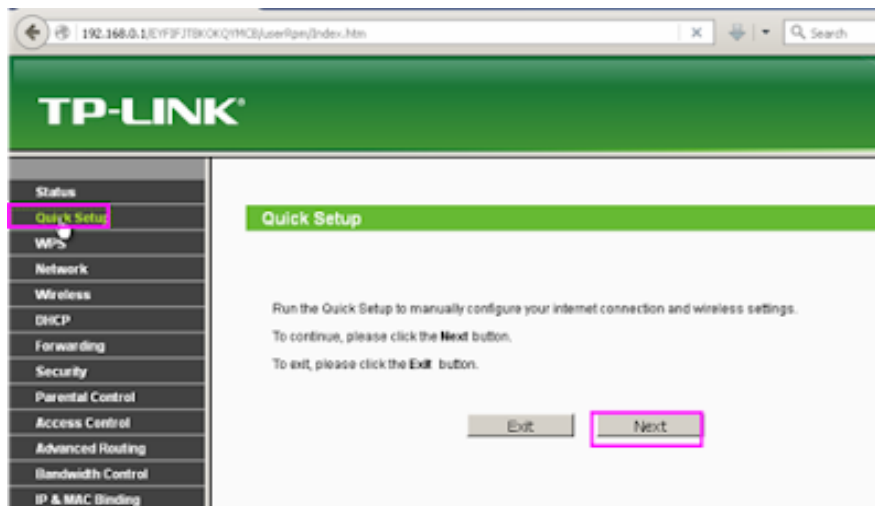 192.168.0.1/EYFIFJTBKOKQYMCB/userRpm/Index.htm
Search
TP-LINK®
Status
Quick Setup
WPS
Network
Wireless
DHCP
Forwarding
Security
Parental Control
Access Control
Advanced Routing
Bandwidth Control
IP & MAC Binding
Quick Setup
Run the Quick Setup to manually configure your internet connection and wireless settings.
To continue, please click the Next button.
To exit, please click the Exit button.
Exit
Next